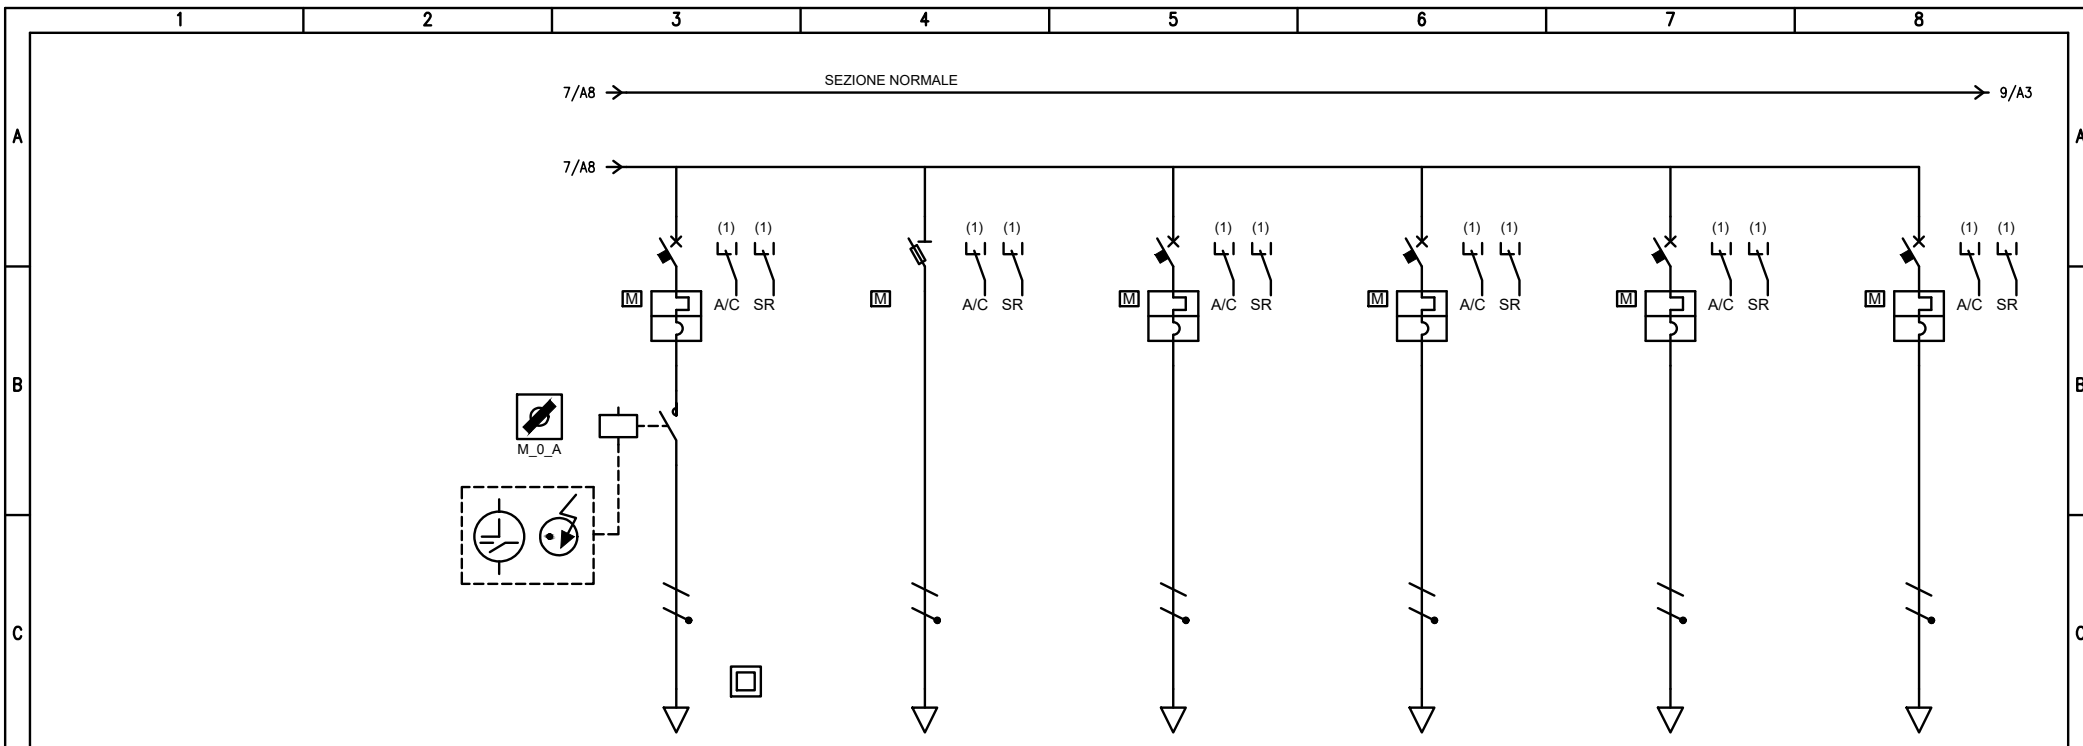 1 2 3 4 5 6 7 8
SEZIONE NORMALE
7/A8 9/A3
A A
7/A8
(1) (1) (1) (1) (1) (1) (1) (1) (1) (1) (1) (1)
M A/C SR M A/C SR M A/C SR M A/C SR M A/C SR M A/C SR
B B
M_0_A
C C